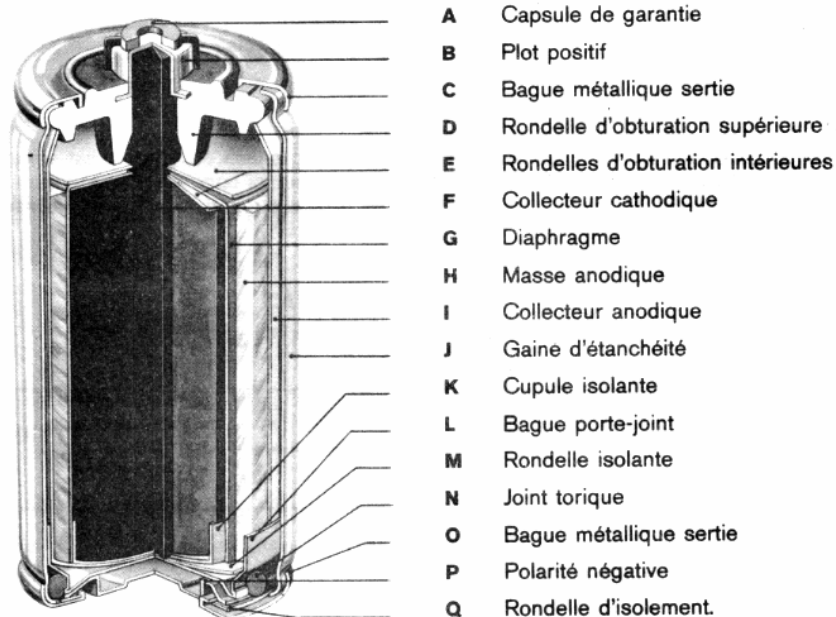 A Capsule de garantie
B Plot positif
C Bague métallique sertie
D Rondelle d'obturation supérieure
E Rondelles d'obturation intérieures
F Collecteur cathodique
G Diaphragme
H Masse anodique
I Collecteur anodique
J Gaine d'étanchéité
K Cupule isolante
L Bague porte-joint
M Rondelle isolante
N Joint torique
O Bague métallique sertie
P Polarité négative
Q Rondelle d'isolement.